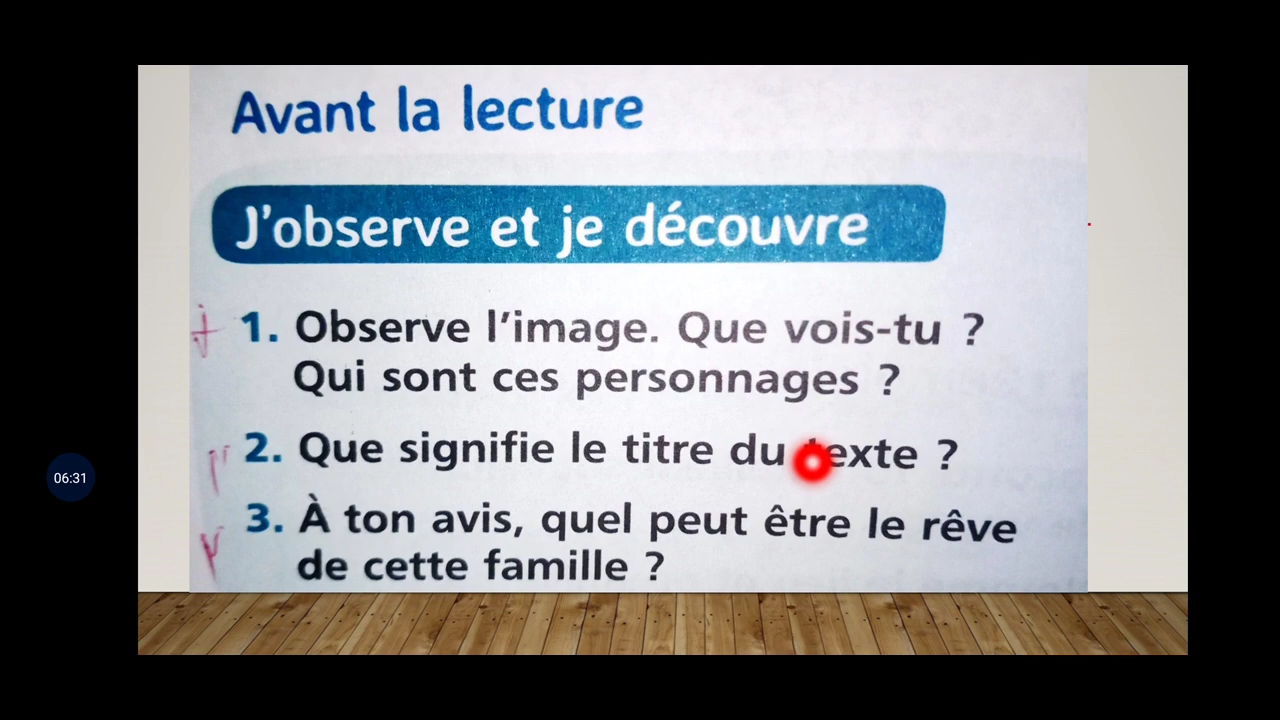 Avant la lecture
J'observe et je découvre
1. Observe l'image. Que vois-tu ?
Qui sont ces personnages ?
2. Que signifie le titre du texte ?
06:31
3. À ton avis, quel peut être le rêve
de cette famille ?